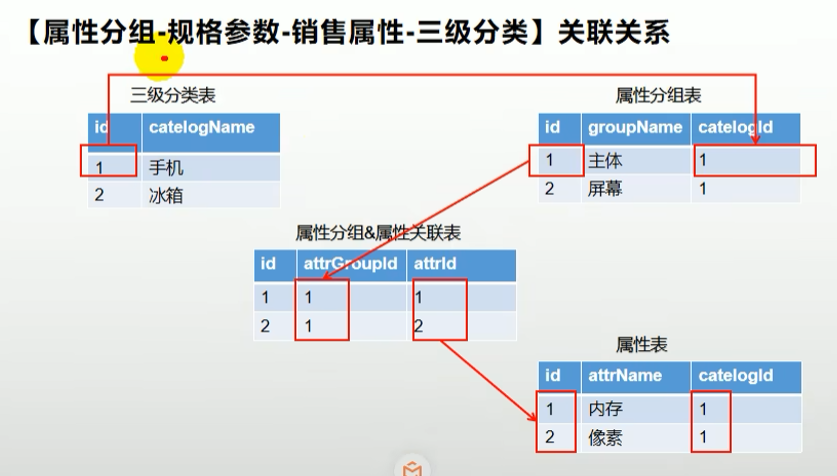 【属性分组-规格参数-销售属性-三级分类】关联关系
三级分类表
id catelogName
1 手机
2 冰箱
属性分组表
id groupName catelogId
1 主体 1
2 屏幕 1
属性分组&属性关联表
id attrGroupId attrId
1 1 1
2 1 2
属性表
id attrName catelogId
1 内存 1
2 像素 1